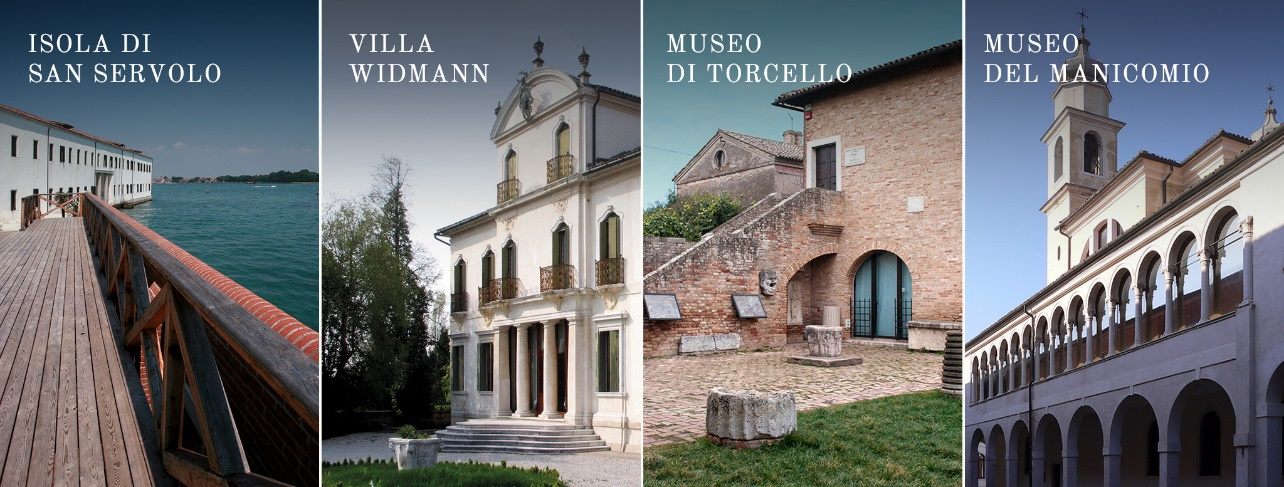 ISOLA DI
SAN SERVOLO
VILLA
WIDMANN
MUSEO
DI TORCELLO
MUSEO
DEL MANICOMIO